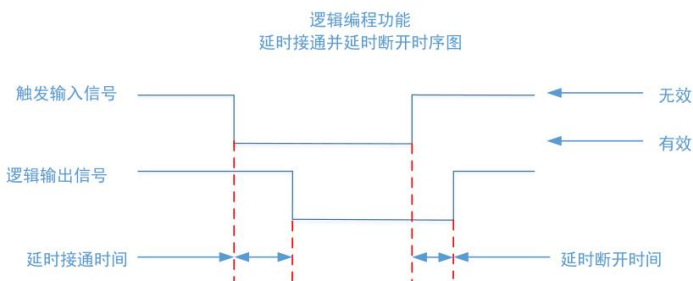 逻辑编程功能
延时接通并延时断开时序图
触发输入信号
无效
有效
逻辑输出信号
延时接通时间
延时断开时间